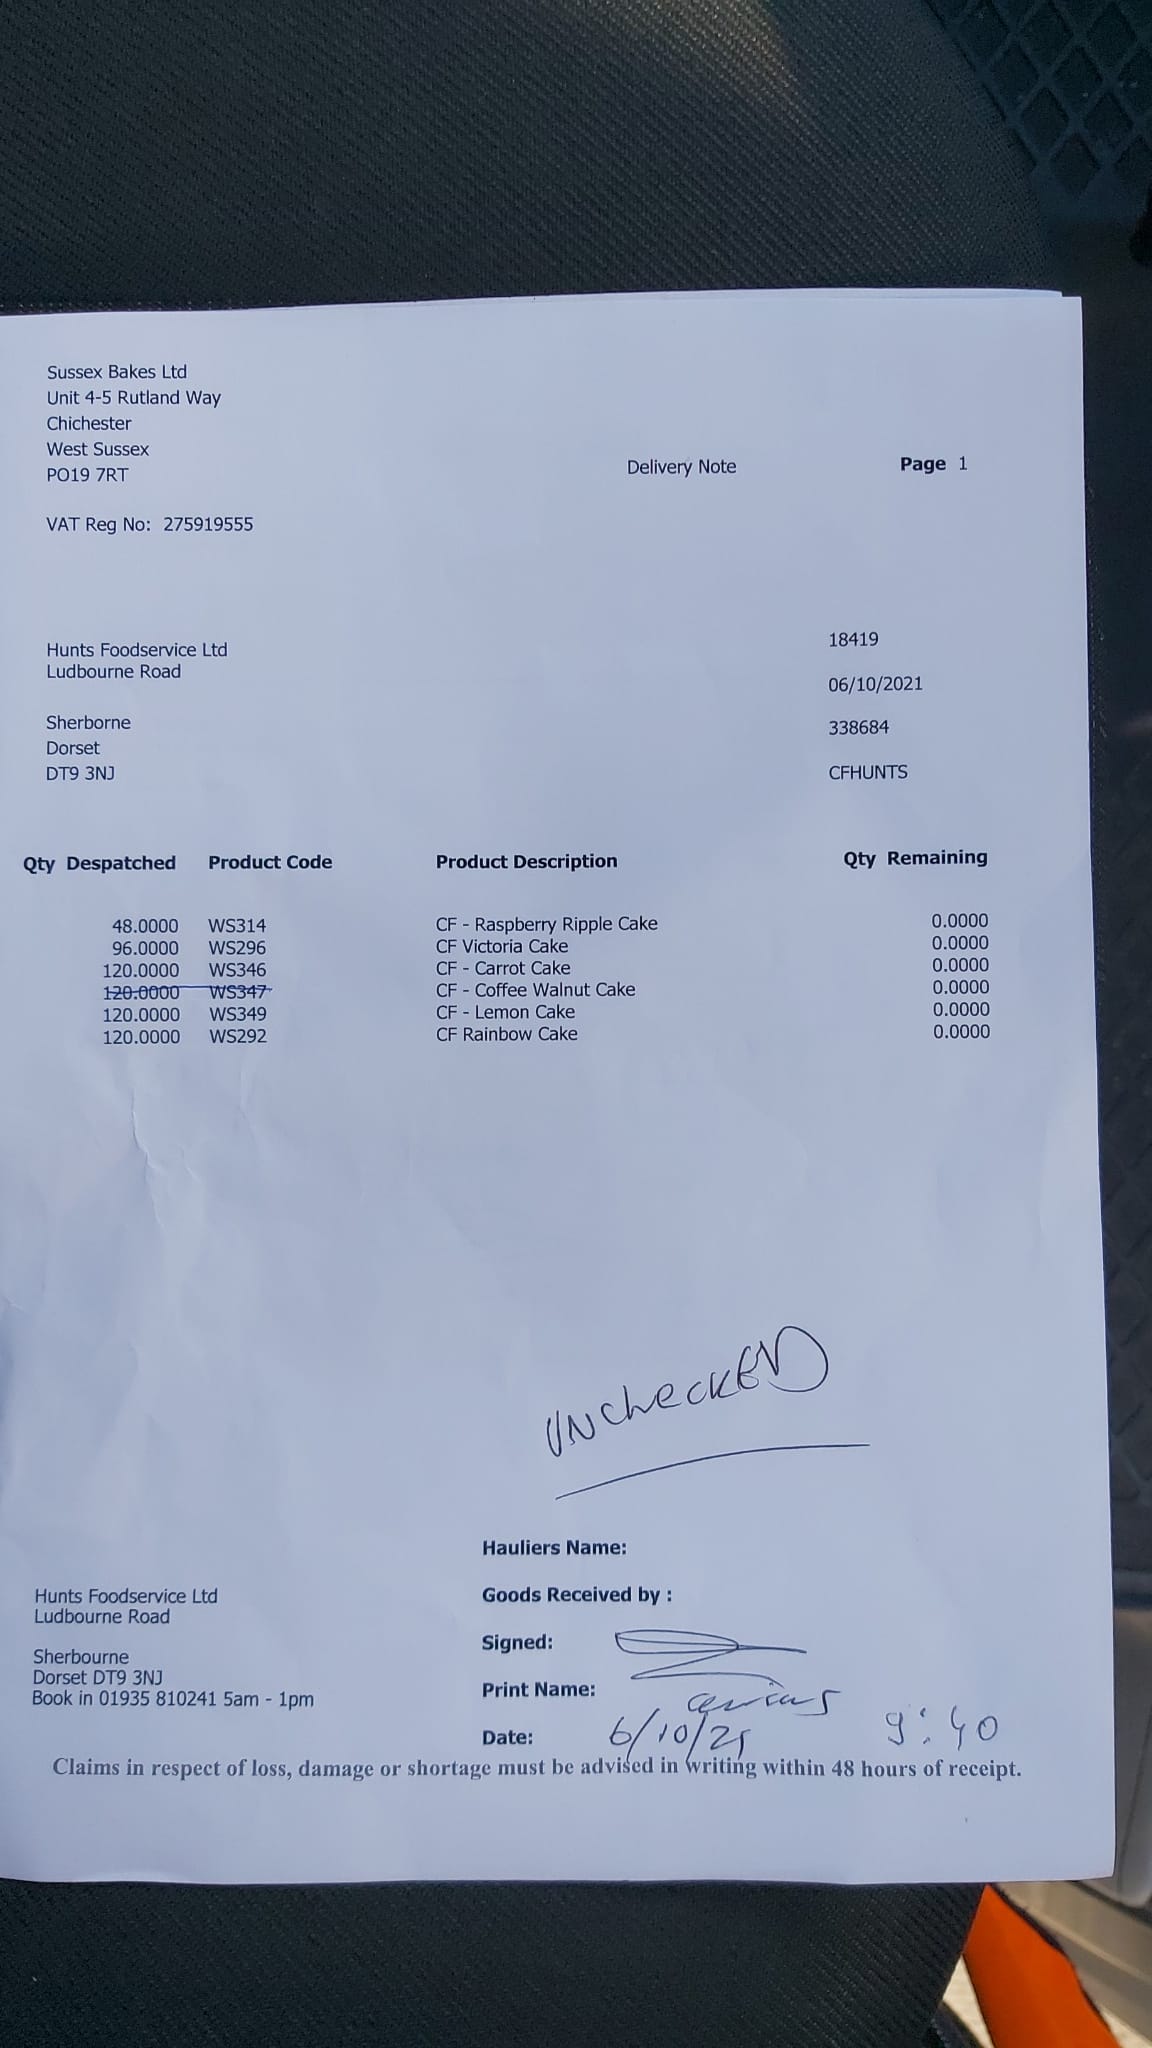 Sussex Bakes Ltd
Unit 4-5 Rutland Way
Chichester
West Sussex
PO19 7RT
Delivery Note Page 1
VAT Reg No: 275919555
Hunts Foodservice Ltd
Ludbourne Road
Sherborne
Dorset
DT9 3NJ
18419
06/10/2021
338684
CFHUNTS
Qty Despatched Product Code Product Description Qty Remaining
48.0000 WS314 CF - Raspberry Ripple Cake 0.0000
96.0000 WS296 CF Victoria Cake 0.0000
120.0000 WS346 CF - Carrot Cake 0.0000
120.0000 WS347 CF - Coffee Walnut Cake 0.0000
120.0000 WS349 CF - Lemon Cake 0.0000
120.0000 WS292 CF Rainbow Cake 0.0000
UNcheckED
Hauliers Name:
Goods Received by :
Signed:
Print Name:
Date: 6/10/21 9:40
Hunts Foodservice Ltd
Ludbourne Road
Sherbourne
Dorset DT9 3NJ
Book in 01935 810241 5am - 1pm
Claims in respect of loss, damage or shortage must be advised in writing within 48 hours of receipt.